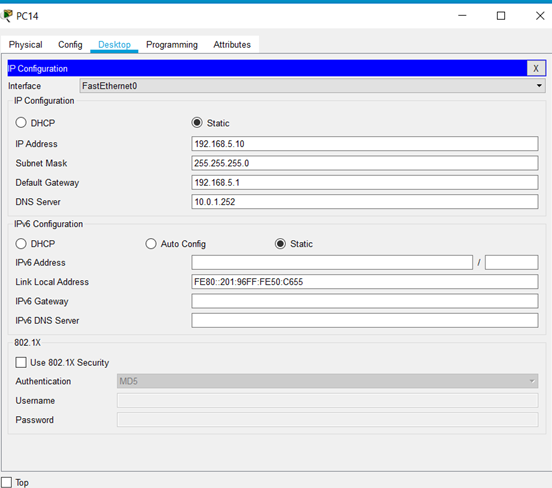 PC14
Physical Config Desktop Programming Attributes
IP Configuration X
Interface FastEthernet0
IP Configuration
DHCP Static
IP Address 192.168.5.10
Subnet Mask 255.255.255.0
Default Gateway 192.168.5.1
DNS Server 10.0.1.252
IPv6 Configuration
DHCP Auto Config Static
IPv6 Address /
Link Local Address FE80::201:96FF:FE50:C655
IPv6 Gateway
IPv6 DNS Server
802.1X
Use 802.1X Security
Authentication MD5
Username
Password
Top